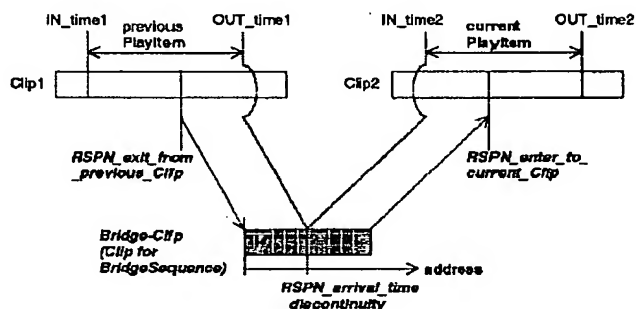 IN_time1
previous
PlayItem
OUT_time1
IN_time2
current
PlayItem
OUT_time2
Clip1
Clip2
RSPN_exit_from
_previous_Clip
RSPN_enter_to_
current_Clip
Bridge-Clip
(Clip for
BridgeSequence)
address
RSPN_arrival_time
discontinuity